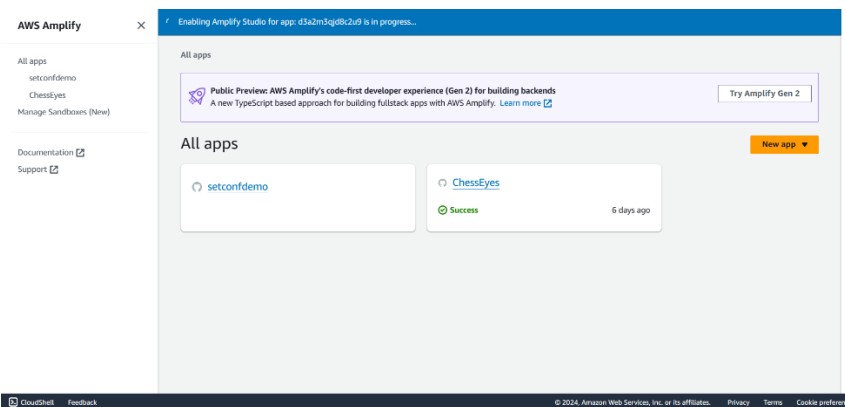 AWS Amplify
All apps
setconfdemo
ChessEyes
Manage Sandboxes (New)
Documentation
Support
Enabling Amplify Studio for app: d3a2m3qjd8c2u9 is in progress...
All apps
Public Preview: AWS Amplify's code-first developer experience (Gen 2) for building backends
A new TypeScript based approach for building fullstack apps with AWS Amplify. Learn more
Try Amplify Gen 2
All apps
New app
setconfdemo
ChessEyes
Success
6 days ago
CloudShell Feedback
© 2024, Amazon Web Services, Inc. or its affiliates. Privacy Terms Cookie preferen